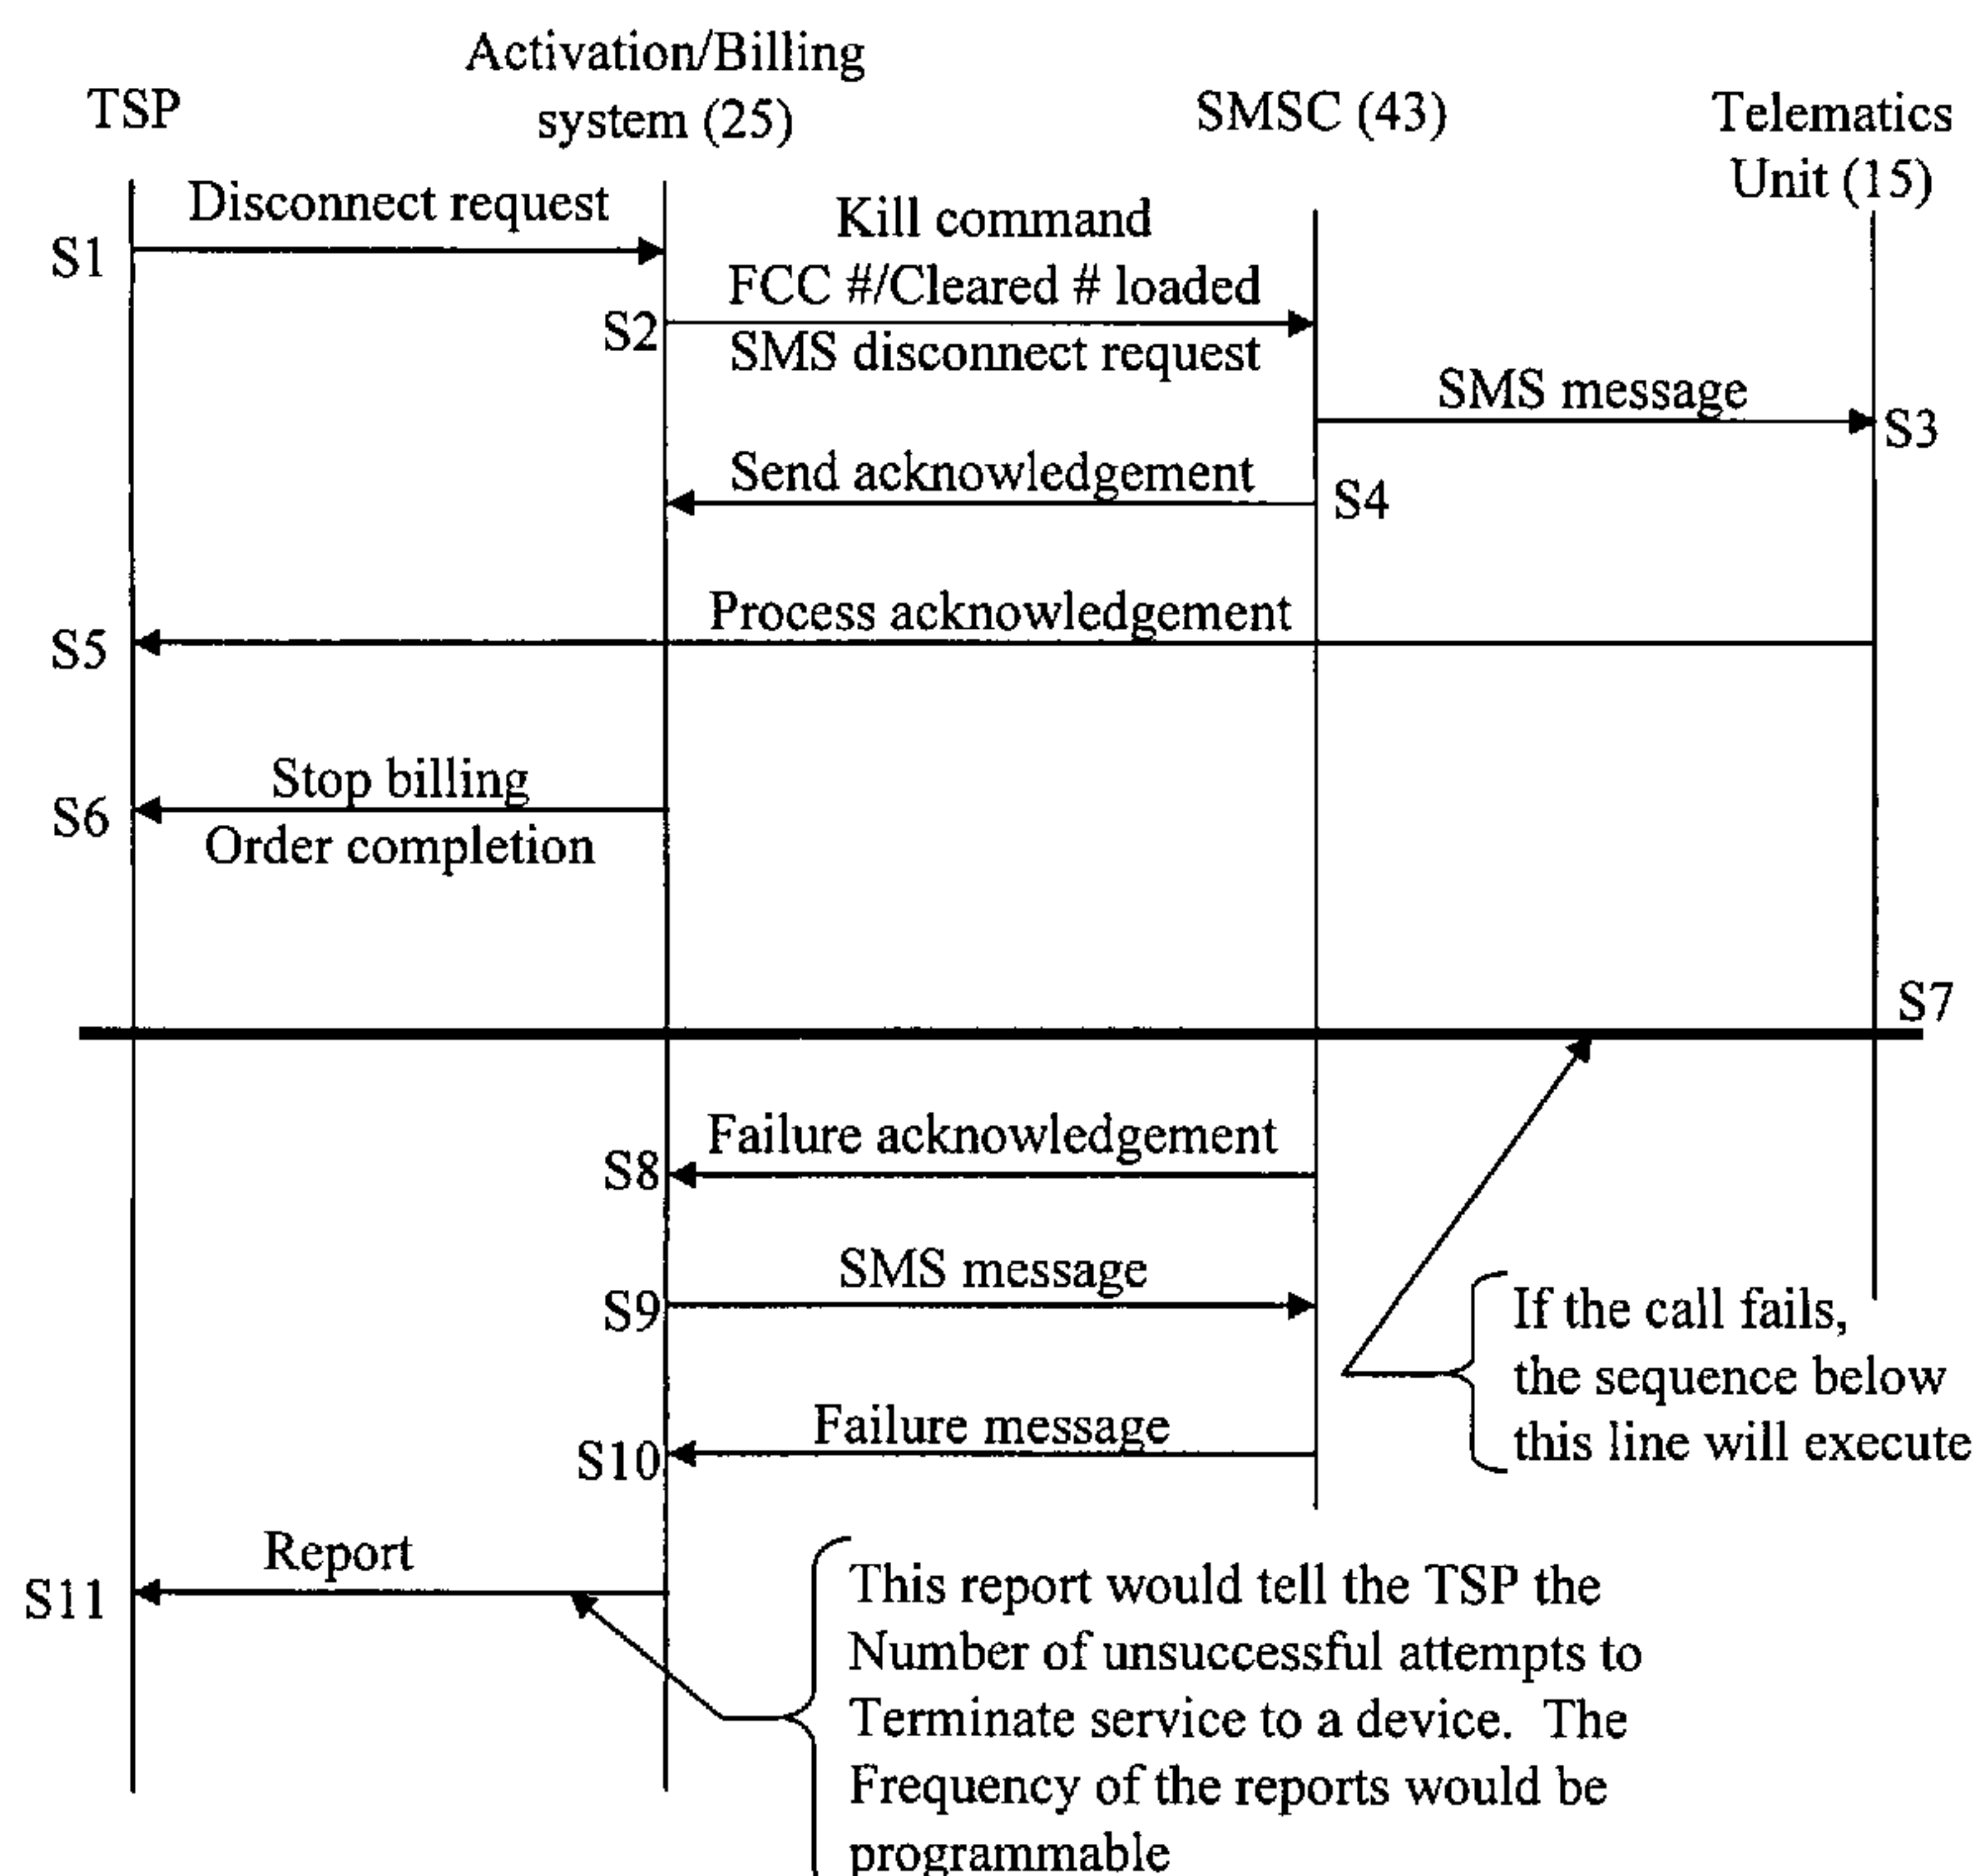 Activation/Billing
system (25)
TSP
SMSC (43)
Telematics
Unit (15)
Disconnect request
S1
Kill command
FCC #/Cleared # loaded
S2
SMS disconnect request
SMS message
S3
Send acknowledgement
S4
Process acknowledgement
S5
Stop billing
S6
Order completion
S7
Failure acknowledgement
S8
SMS message
S9
If the call fails,
the sequence below
this line will execute
Failure message
S10
Report
S11
This report would tell the TSP the
Number of unsuccessful attempts to
Terminate service to a device. The
Frequency of the reports would be
programmable